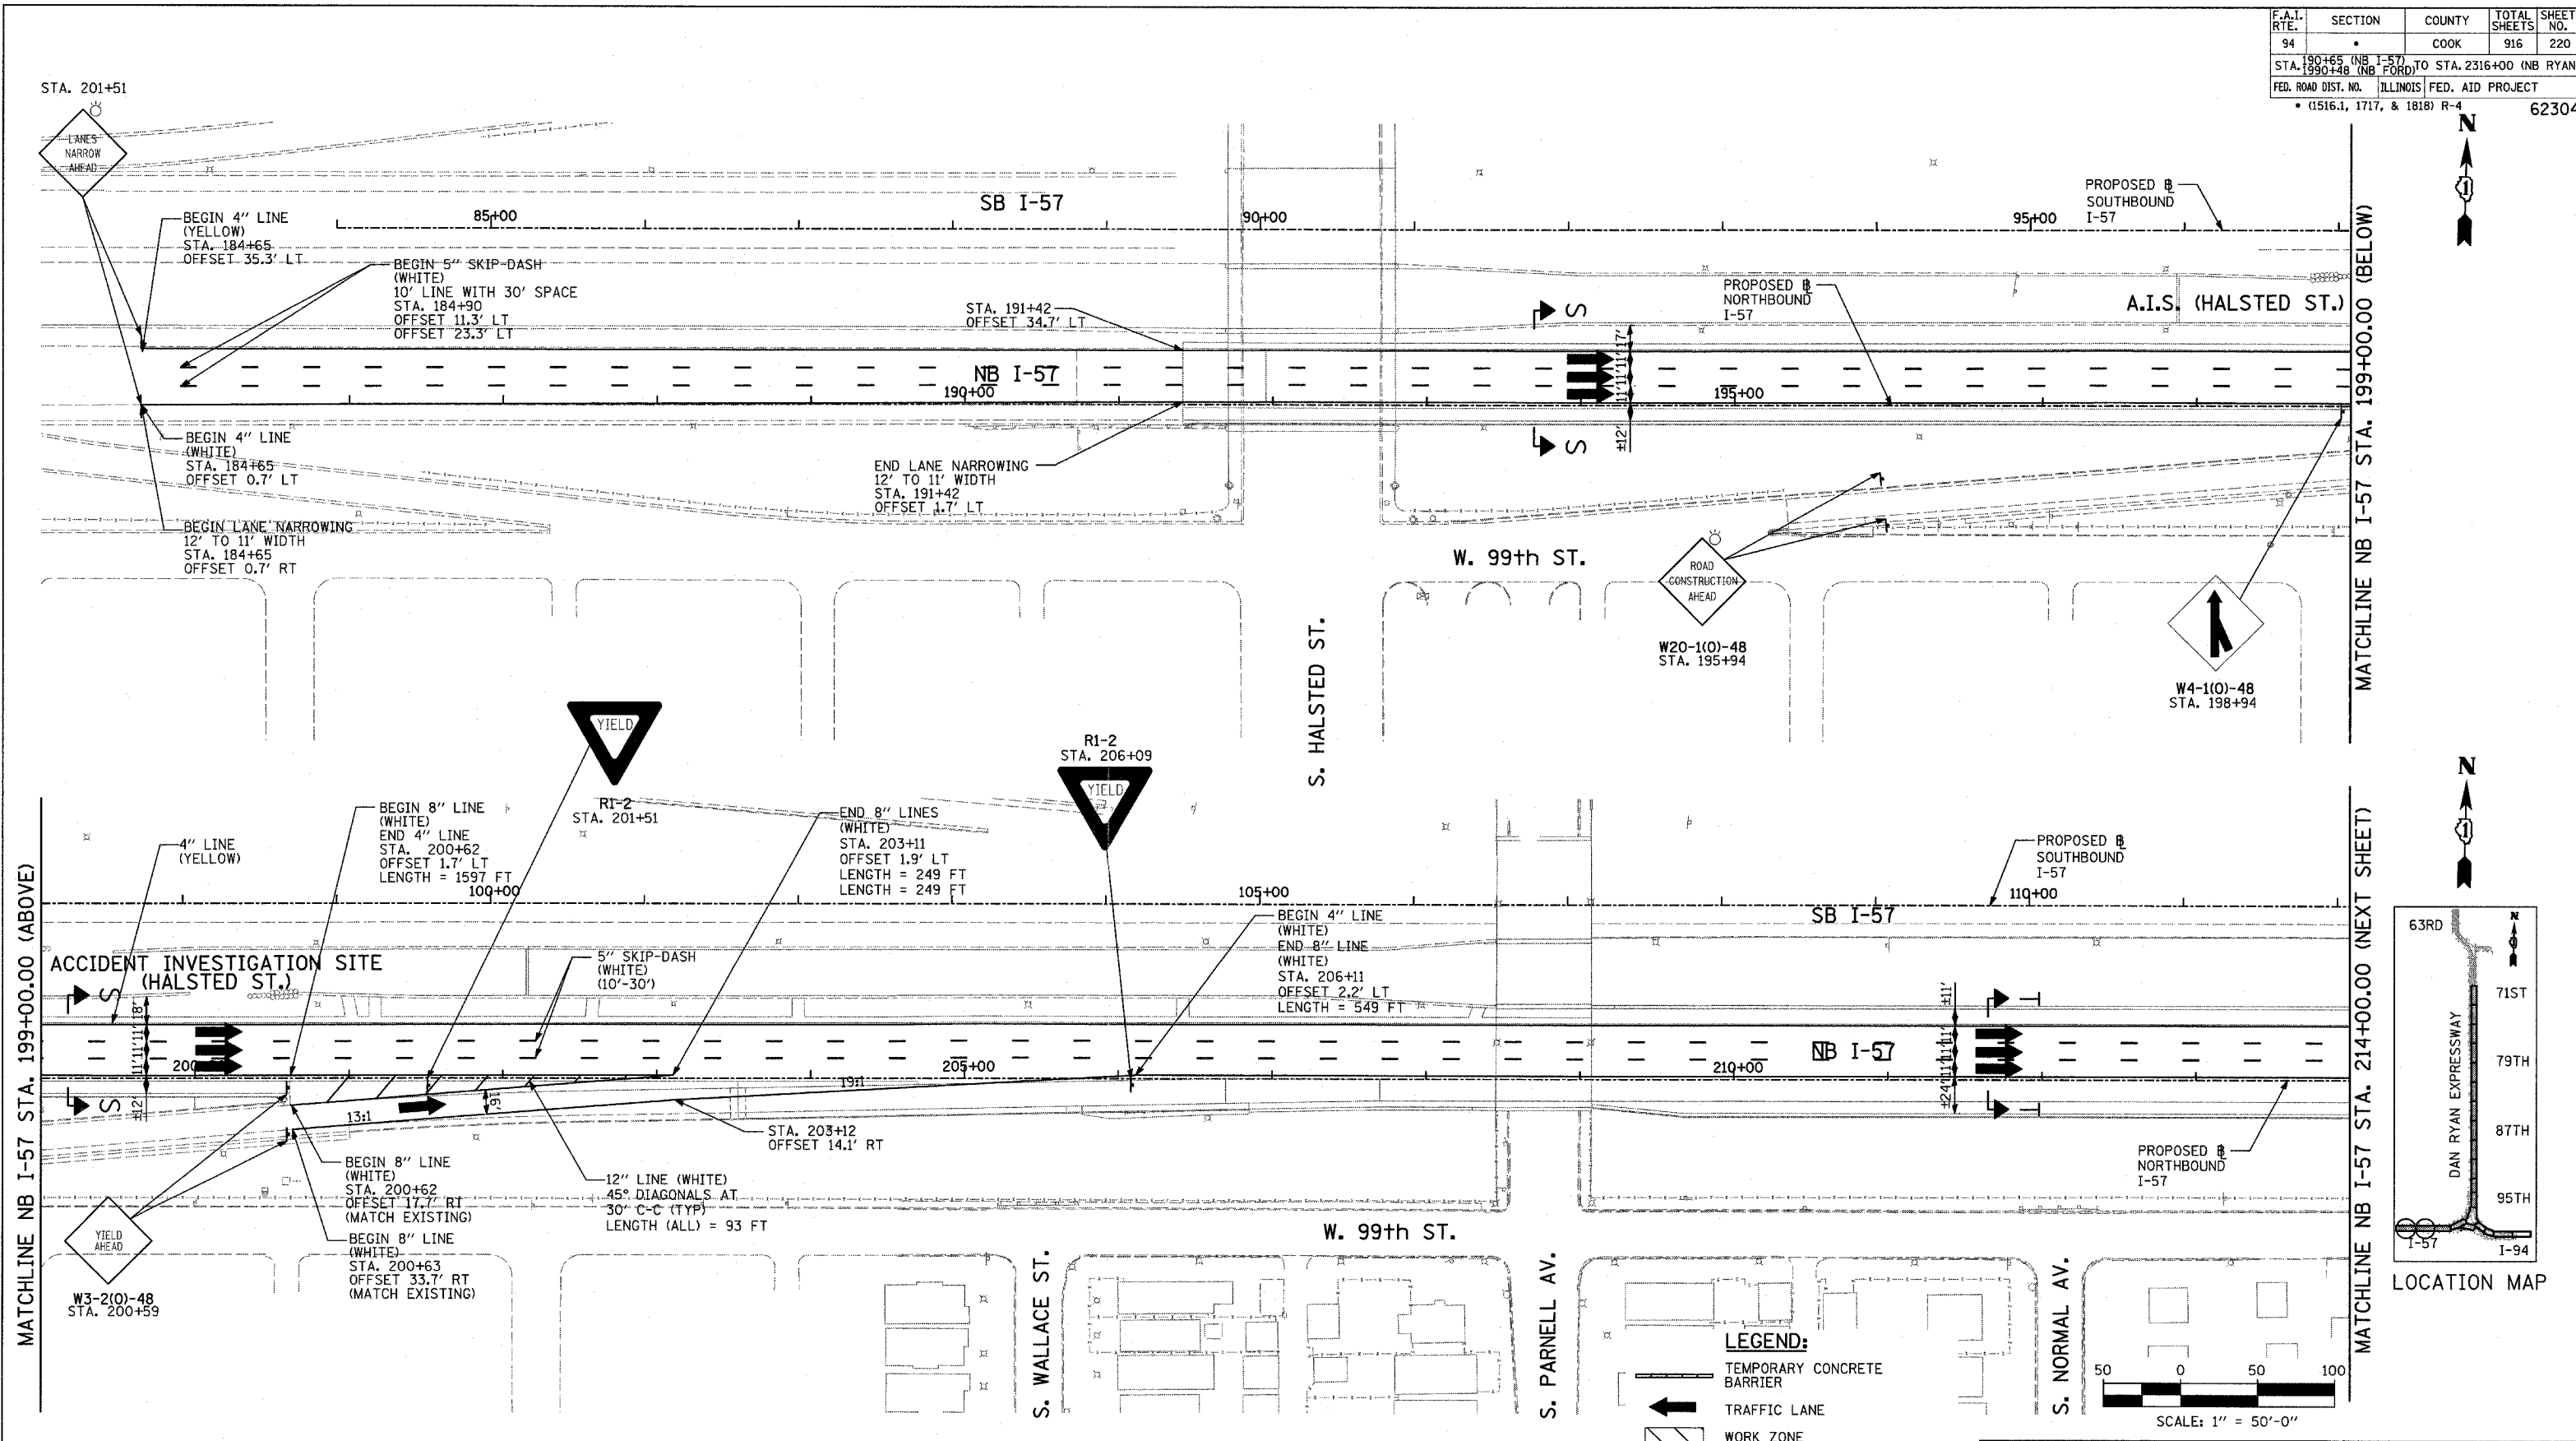 F.A.I. RTE.
SECTION
COUNTY
TOTAL SHEETS
SHEET NO.
94
•
COOK
916
220
STA. 190+65 (NB I-57) TO STA. 2316+00 (NB RYAN
1990+48 (NB FORD)
FED. ROAD DIST. NO.
ILLINOIS
FED. AID PROJECT
• (1516.1, 1717, & 1818) R-4
62304
N
1
STA. 201+51
LANES
NARROW
AHEAD
BEGIN 4" LINE
(YELLOW)
STA. 184+65
OFFSET 35.3' LT
85+00
SB I-57
90+00
95+00
PROPOSED B
SOUTHBOUND
I-57
BEGIN 5" SKIP-DASH
(WHITE)
10' LINE WITH 30' SPACE
STA. 184+90
OFFSET 11.3' LT
OFFSET 23.3' LT
STA. 191+42
OFFSET 34.7' LT
S
PROPOSED B
NORTHBOUND
I-57
A.I.S. (HALSTED ST.)
17'
11'
11'
11'
±12'
NB I-57
190+00
195+00
S
BEGIN 4" LINE
(WHITE)
STA. 184+65
OFFSET 0.7' LT
END LANE NARROWING
12' TO 11' WIDTH
STA. 191+42
OFFSET 1.7' LT
BEGIN LANE NARROWING
12' TO 11' WIDTH
STA. 184+65
OFFSET 0.7' RT
W. 99th ST.
ROAD
CONSTRUCTION
AHEAD
W20-1(O)-48
STA. 195+94
W4-1(O)-48
STA. 198+94
S. HALSTED ST.
MATCHLINE NB I-57 STA. 199+00.00 (BELOW)
MATCHLINE NB I-57 STA. 199+00.00 (ABOVE)
4" LINE
(YELLOW)
BEGIN 8" LINE
(WHITE)
END 4" LINE
STA. 200+62
OFFSET 1.7' LT
LENGTH = 1597 FT
YIELD
R1-2
STA. 201+51
END 8" LINES
(WHITE)
STA. 203+11
OFFSET 1.9' LT
LENGTH = 249 FT
LENGTH = 249 FT
R1-2
STA. 206+09
YIELD
100+00
105+00
110+00
BEGIN 4" LINE
(WHITE)
END 8" LINE
(WHITE)
STA. 206+11
OFFSET 2.2' LT
LENGTH = 549 FT
PROPOSED B
SOUTHBOUND
I-57
SB I-57
ACCIDENT INVESTIGATION SITE
(HALSTED ST.)
5" SKIP-DASH
(WHITE)
(10'-30')
S
18'
11'
11'
11'
±12'
S
200
205+00
NB I-57
210+00
±11'
11'
11'
11'
±24'
T
T
13:1
16'
19:1
STA. 203+12
OFFSET 14.1' RT
BEGIN 8" LINE
(WHITE)
STA. 200+62
OFFSET 17.7' RT
(MATCH EXISTING)
BEGIN 8" LINE
(WHITE)
STA. 200+63
OFFSET 33.7' RT
(MATCH EXISTING)
12" LINE (WHITE)
45° DIAGONALS AT
30' C-C (TYP)
LENGTH (ALL) = 93 FT
YIELD
AHEAD
W3-2(O)-48
STA. 200+59
PROPOSED B
NORTHBOUND
I-57
W. 99th ST.
S. WALLACE ST.
S. PARNELL AV.
S. NORMAL AV.
MATCHLINE NB I-57 STA. 214+00.00 (NEXT SHEET)
N
1
63RD
N
71ST
79TH
87TH
95TH
DAN RYAN EXPRESSWAY
I-57
I-94
LOCATION MAP
LEGEND:
TEMPORARY CONCRETE
BARRIER
TRAFFIC LANE
WORK ZONE
50 0 50 100
SCALE: 1" = 50'-0"